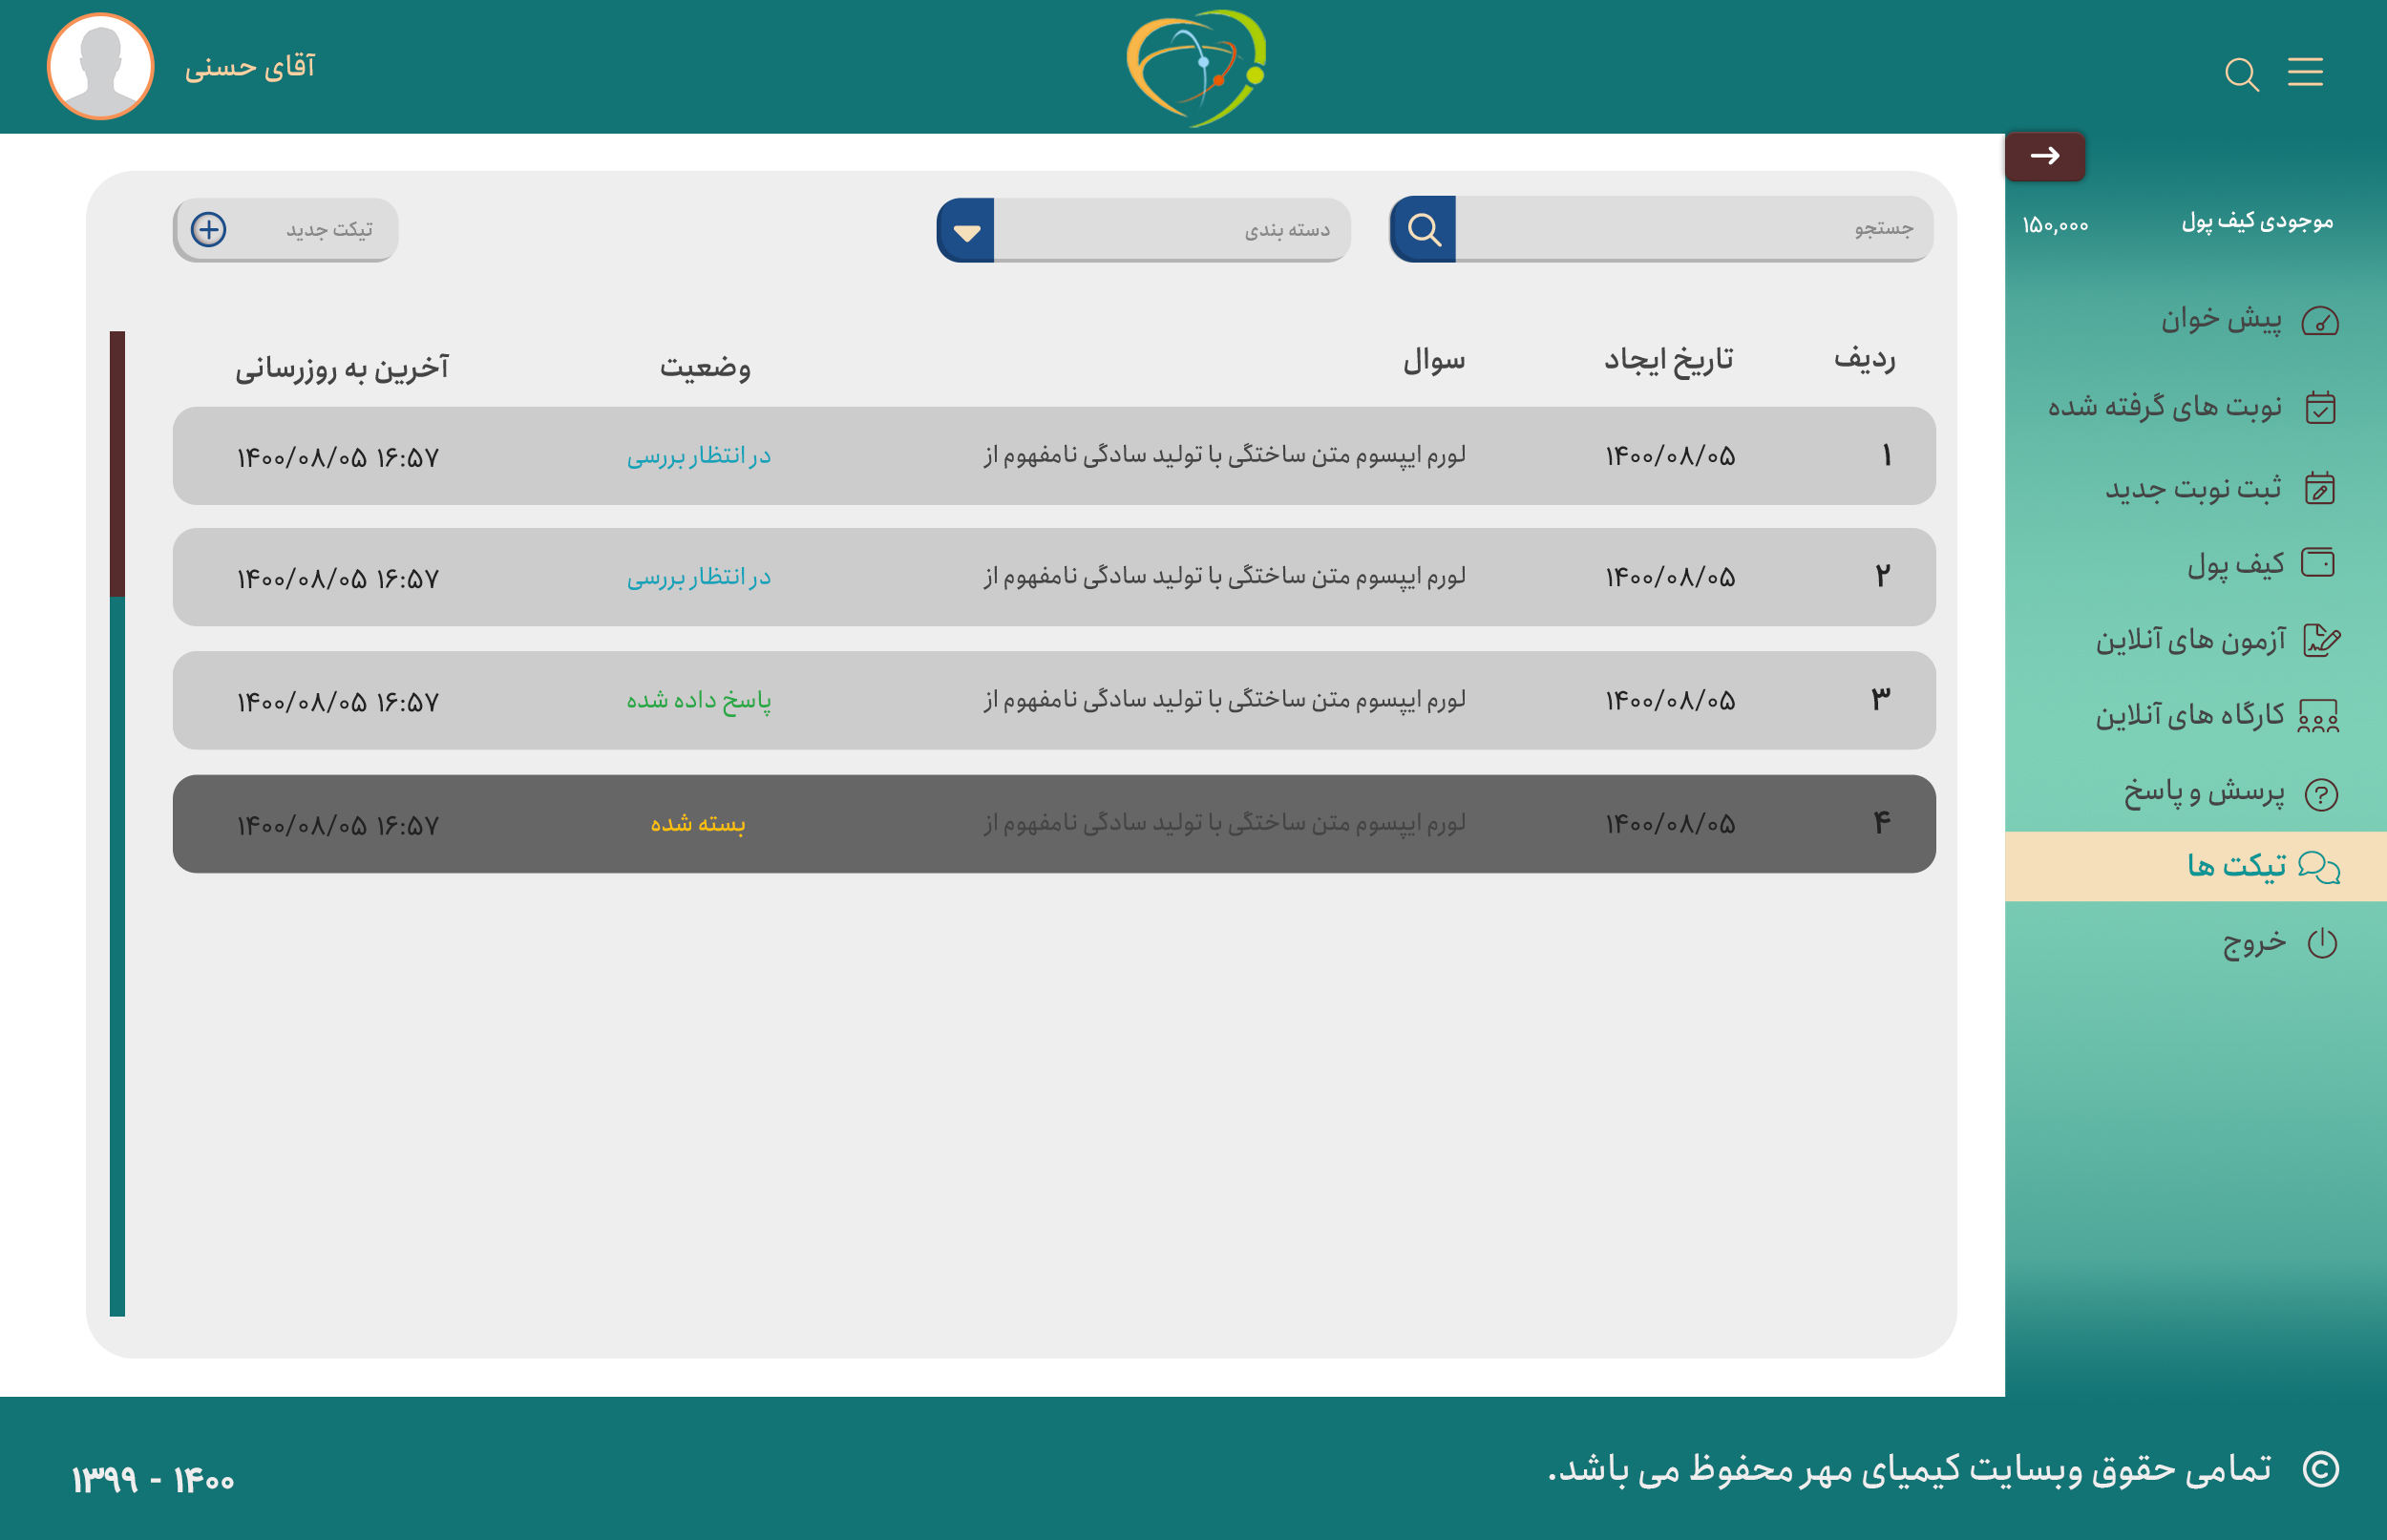 آقای حسنی
موجودی کیف پول ۱۵۰,۰۰۰
پیش خوان
نوبت های گرفته شده
ثبت نوبت جدید
کیف پول
آزمون های آنلاین
کارگاه های آنلاین
پرسش و پاسخ
تیکت ها
خروج
جستجو دسته بندی تیکت جدید
ردیف تاریخ ایجاد سوال وضعیت آخرین به روزرسانی
۱ ۱۴۰۰/۰۸/۰۵ لورم ایپسوم متن ساختگی با تولید سادگی نامفهوم از در انتظار بررسی ۱۴۰۰/۰۸/۰۵ ۱۶:۵۷
۲ ۱۴۰۰/۰۸/۰۵ لورم ایپسوم متن ساختگی با تولید سادگی نامفهوم از در انتظار بررسی ۱۴۰۰/۰۸/۰۵ ۱۶:۵۷
۳ ۱۴۰۰/۰۸/۰۵ لورم ایپسوم متن ساختگی با تولید سادگی نامفهوم از پاسخ داده شده ۱۴۰۰/۰۸/۰۵ ۱۶:۵۷
۴ ۱۴۰۰/۰۸/۰۵ لورم ایپسوم متن ساختگی با تولید سادگی نامفهوم از بسته شده ۱۴۰۰/۰۸/۰۵ ۱۶:۵۷
© تمامی حقوق وبسایت کیمیای مهر محفوظ می باشد.
۱۳۹۹ - ۱۴۰۰